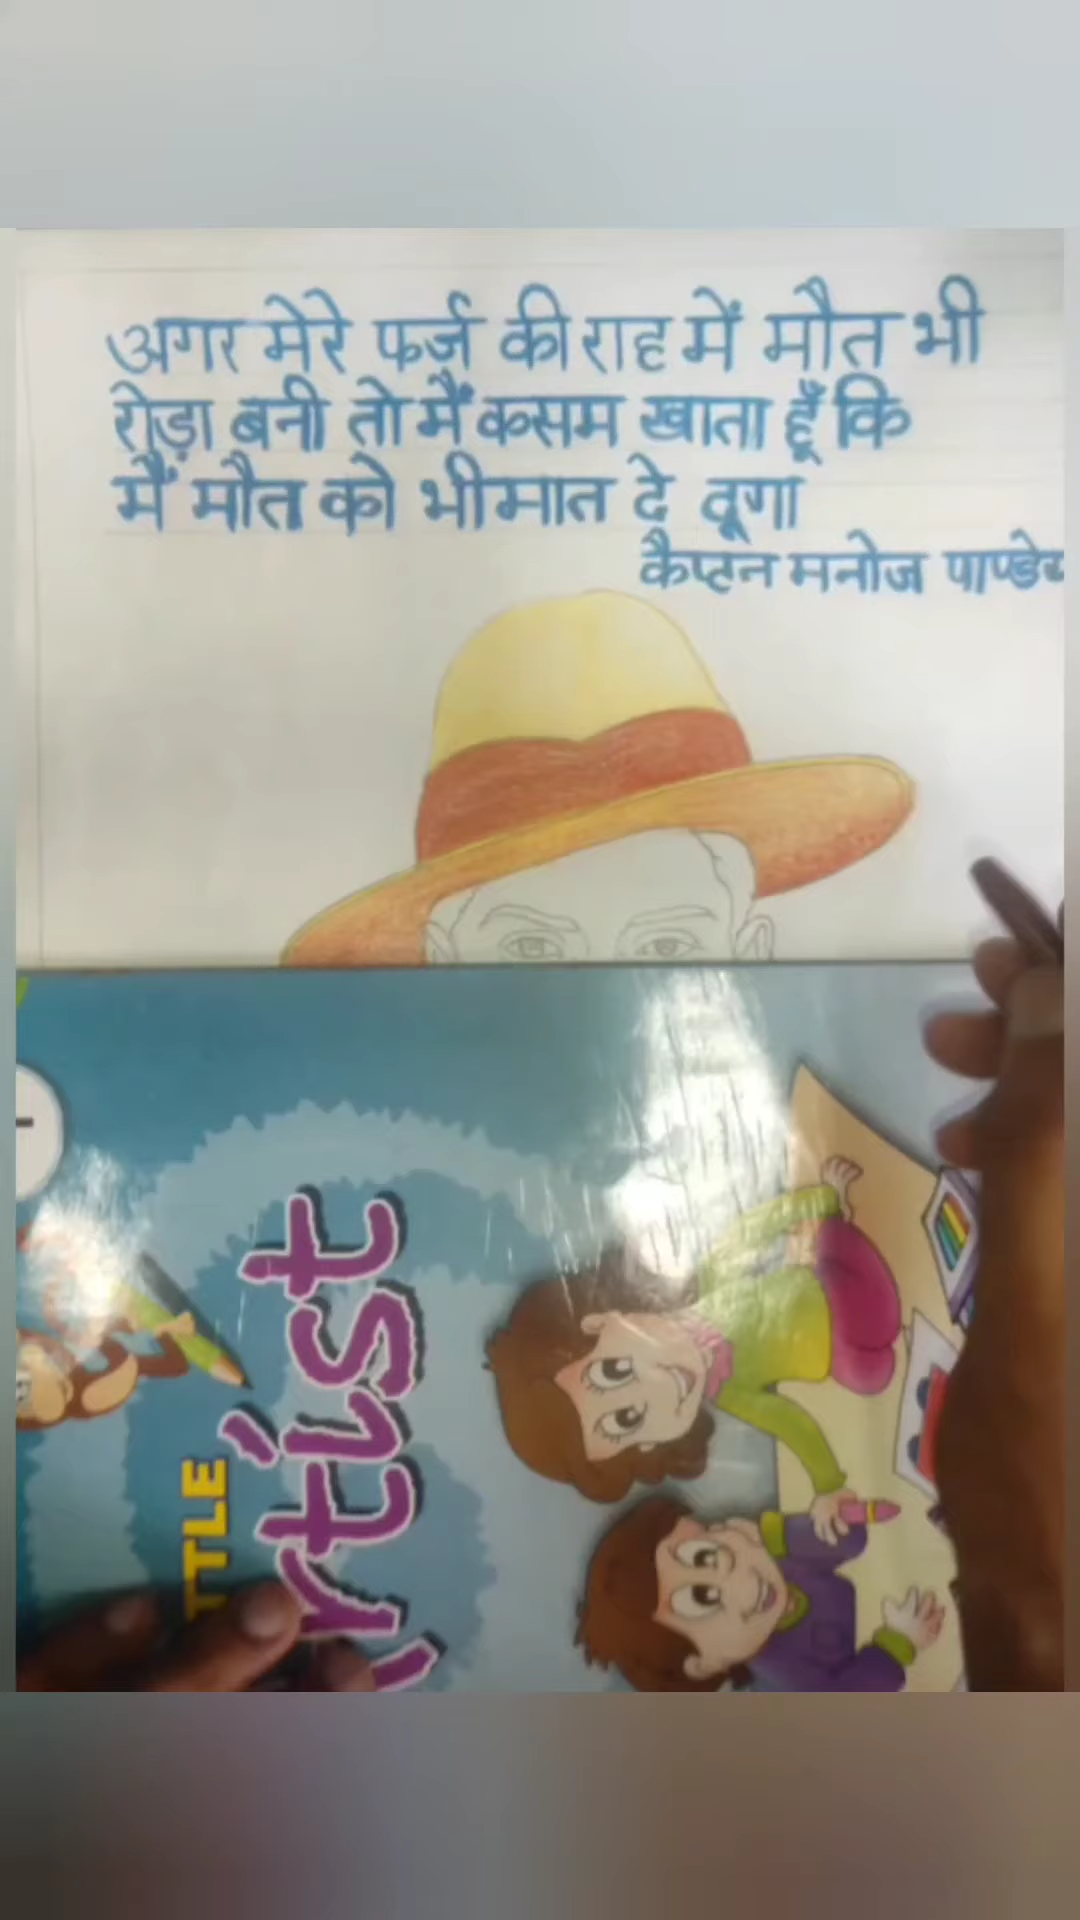 अगर मेरे फर्ज की राह में मौत भी
रोड़ा बनी तो मैं कसम खाता हूँ कि
मैं मौत को भी मात दे दूगा
कैप्टन मनोज पाण्डेय
TTLE
rtist